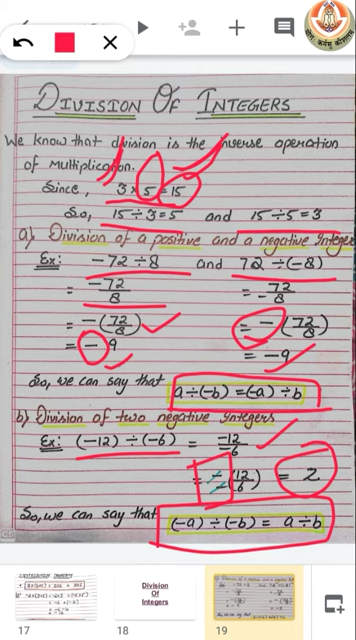 DIVISION OF INTEGERS
We know that division is the inverse operation
of multiplication.
Since, 3 × 5 = 15
So, 15 ÷ 3 = 5 and 15 ÷ 5 = 3
a) Division of a positive and a negative Integer
Ex: -72 ÷ 8 and 72 ÷ (-8)
= -72/8 = 72/-8
= -(72/8) = -(72/8)
= -9 = -9
So, we can say that a ÷ (-b) = (-a) ÷ b
b) Division of two negative Integers
Ex: (-12) ÷ (-6) = -12/-6
= -/-(12/6) = 2
So, we can say that (-a) ÷ (-b) = a ÷ b
Division
Of
Integers
17 18 19